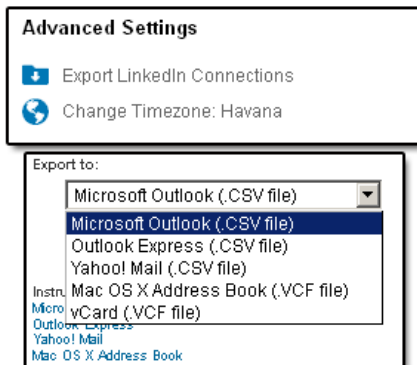 Advanced Settings
Export LinkedIn Connections
Change Timezone: Havana
Export to:
Microsoft Outlook (.CSV file)
Microsoft Outlook (.CSV file)
Outlook Express (.CSV file)
Yahoo! Mail (.CSV file)
Mac OS X Address Book (.VCF file)
vCard (.VCF file)
Instru
Micro
Outlook Express
Yahoo! Mail
Mac OS X Address Book